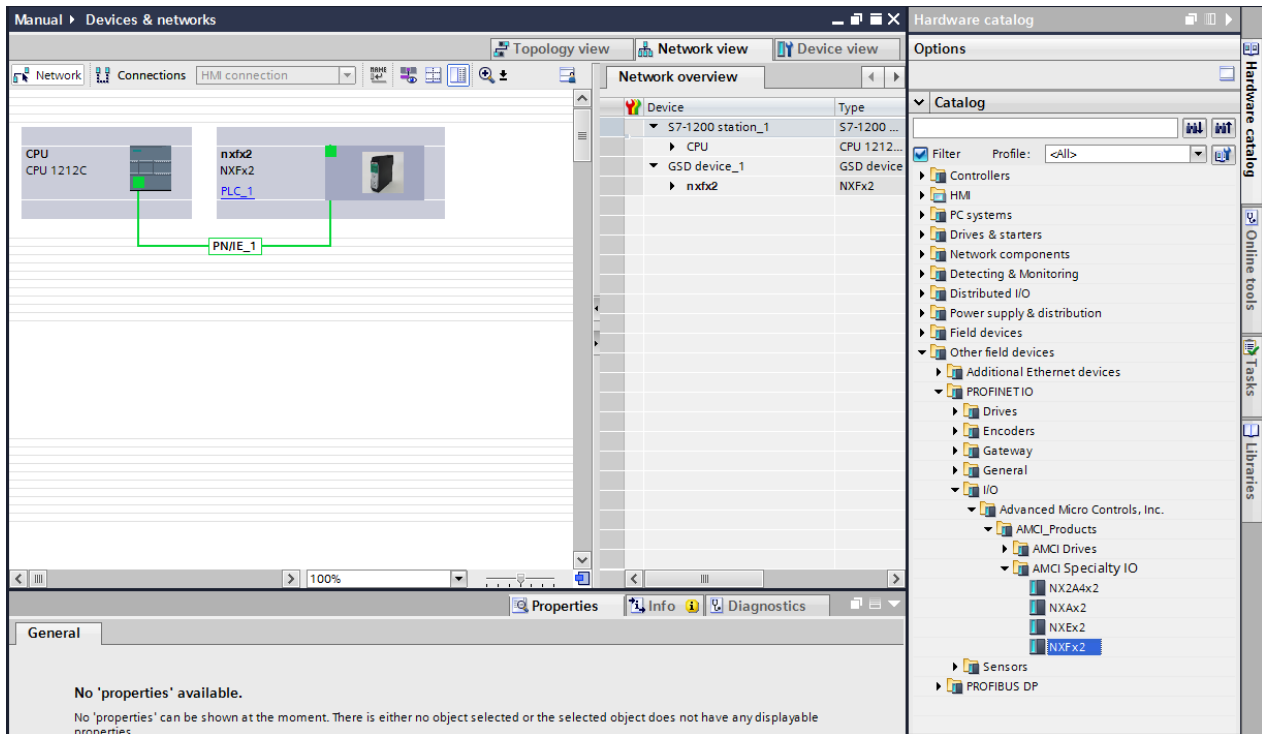 Manual ▸ Devices & networks
Topology view
Network view
Device view
Network
Connections
HMI connection
CPU
CPU 1212C
nxfx2
NXFx2
PLC_1
PN/IE_1
100%
Network overview
Device Type
S7-1200 station_1 S7-1200 ...
CPU CPU 1212...
GSD device_1 GSD device
nxfx2 NXFx2
Properties
Info
Diagnostics
General
No 'properties' available.
No 'properties' can be shown at the moment. There is either no object selected or the selected object does not have any displayable
properties
Hardware catalog
Options
Catalog
Filter Profile: <All>
Controllers
HMI
PC systems
Drives & starters
Network components
Detecting & Monitoring
Distributed I/O
Power supply & distribution
Field devices
Other field devices
Additional Ethernet devices
PROFINET IO
Drives
Encoders
Gateway
General
I/O
Advanced Micro Controls, Inc.
AMCI_Products
AMCI Drives
AMCI Specialty IO
NX2A4x2
NXAx2
NXEx2
NXFx2
Sensors
PROFIBUS DP
Hardware catalog
Online tools
Tasks
Libraries